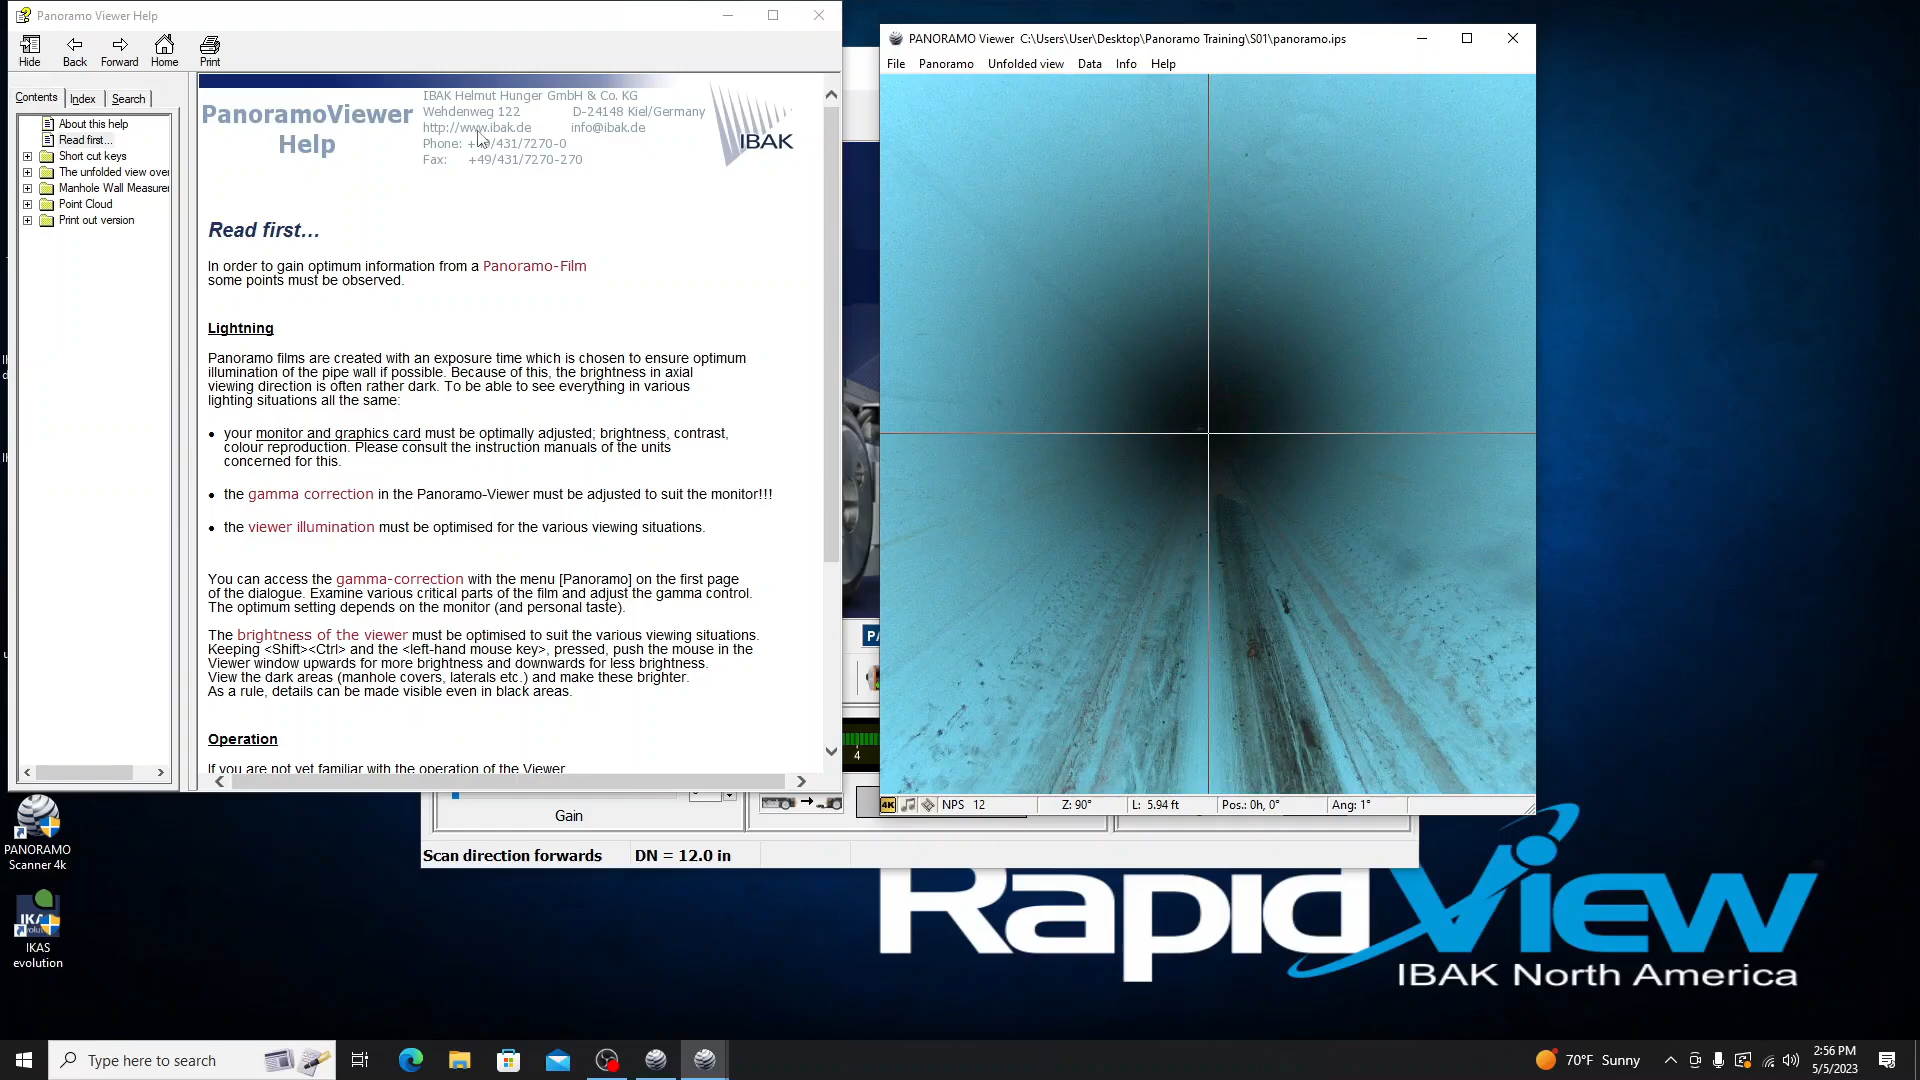 Panoramo Viewer Help
Hide Back Forward Home Print
Contents Index Search
About this help
Read first...
Short cut keys
The unfolded view over
Manhole Wall Measurer
Point Cloud
Print out version
PanoramoViewer
Help
IBAK Helmut Hunger GmbH & Co. KG
Wehdenweg 122 D-24148 Kiel/Germany
http://www.ibak.de info@ibak.de
Phone: +49/431/7270-0
Fax: +49/431/7270-270
IBAK
Read first...
In order to gain optimum information from a Panoramo-Film
some points must be observed.
Lightning
Panoramo films are created with an exposure time which is chosen to ensure optimum
illumination of the pipe wall if possible. Because of this, the brightness in axial
viewing direction is often rather dark. To be able to see everything in various
lighting situations all the same:
• your monitor and graphics card must be optimally adjusted; brightness, contrast,
colour reproduction. Please consult the instruction manuals of the units
concerned for this.
• the gamma correction in the Panoramo-Viewer must be adjusted to suit the monitor!!!
• the viewer illumination must be optimised for the various viewing situations.
You can access the gamma-correction with the menu [Panoramo] on the first page
of the dialogue. Examine various critical parts of the film and adjust the gamma control.
The optimum setting depends on the monitor (and personal taste).
The brightness of the viewer must be optimised to suit the various viewing situations.
Keeping <Shift><Ctrl> and the <left-hand mouse key>, pressed, push the mouse in the
Viewer window upwards for more brightness and downwards for less brightness.
View the dark areas (manhole covers, laterals etc.) and make these brighter.
As a rule, details can be made visible even in black areas.
Operation
If you are not yet familiar with the operation of the Viewer
PANORAMO Viewer C:\Users\User\Desktop\Panoramo Training\S01\panoramo.ips
File Panoramo Unfolded view Data Info Help
4K NPS 12 Z: 90° L: 5.94 ft Pos.: 0h, 0° Ang: 1°
4
Gain
Scan direction forwards DN = 12.0 in
PANORAMO
Scanner 4k
IKAS
evolution
RapidView
IBAK North America
Type here to search
70°F Sunny
2:56 PM
5/5/2023